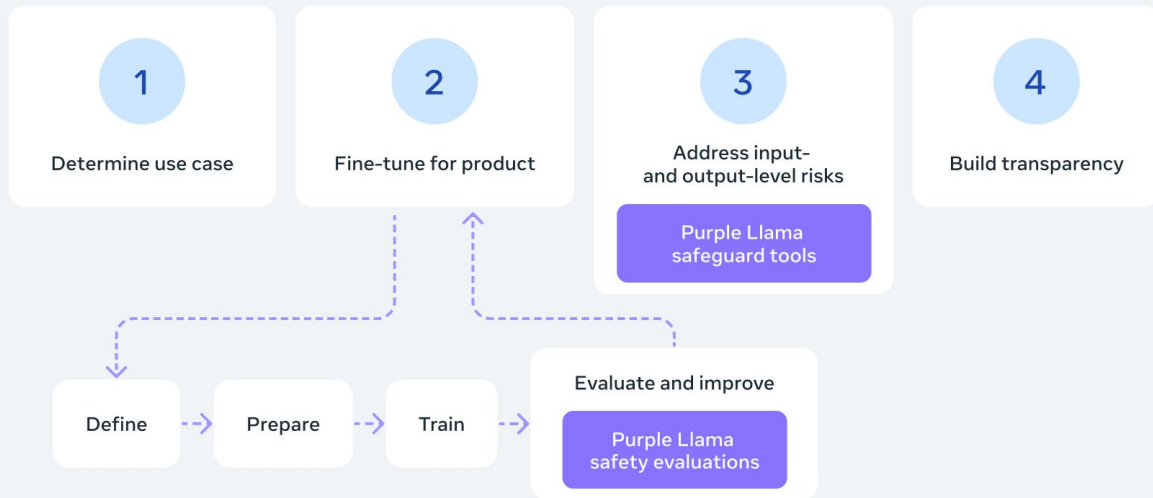 1
Determine use case
2
Fine-tune for product
3
Address input-
and output-level risks
Purple Llama
safeguard tools
4
Build transparency
Define
Prepare
Train
Evaluate and improve
Purple Llama
safety evaluations